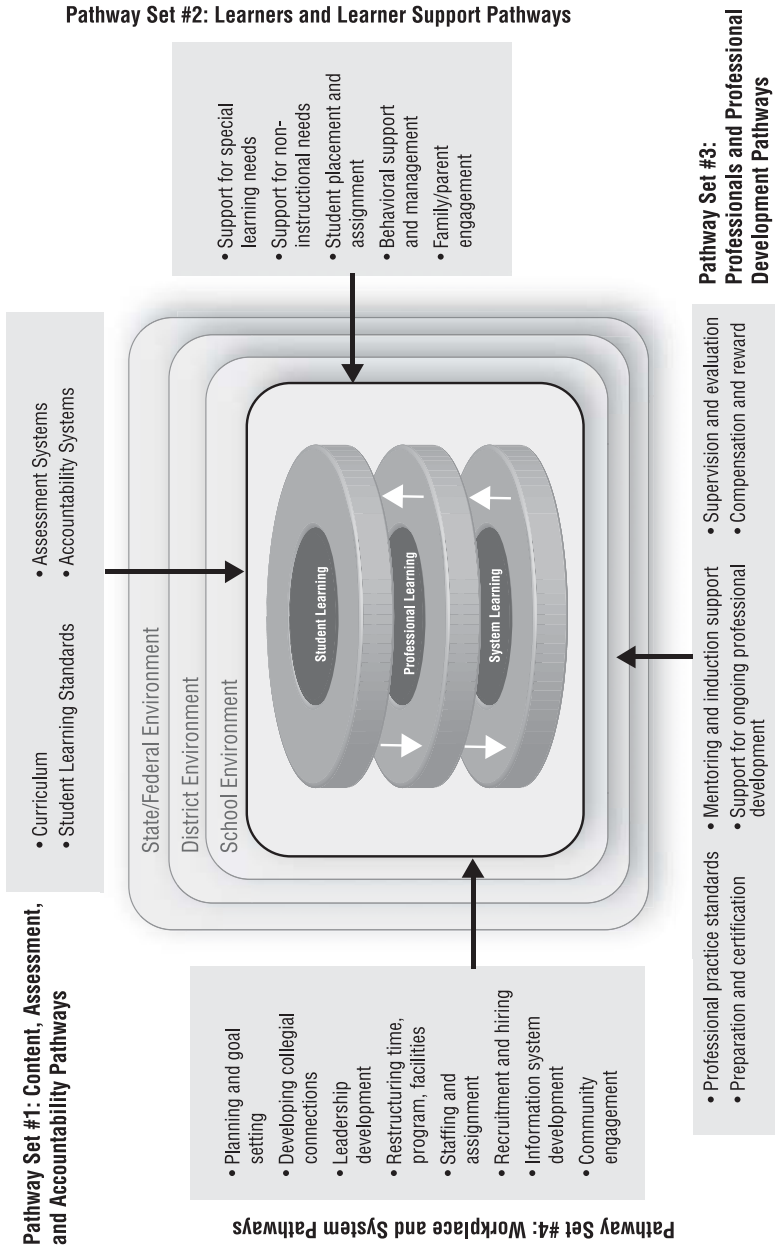 Pathway Set #1: Content, Assessment,
and Accountability Pathways
• Curriculum
• Student Learning Standards
• Assessment Systems
• Accountability Systems
Pathway Set #2: Learners and Learner Support Pathways
• Support for special
learning needs
• Support for non-
instructional needs
• Student placement and
assignment
• Behavioral support
and management
• Family/parent
engagement
State/Federal Environment
District Environment
School Environment
Student Learning
Professional Learning
System Learning
Pathway Set #4: Workplace and System Pathways
• Planning and goal
setting
• Developing collegial
connections
• Leadership
development
• Restructuring time,
program, facilities
• Staffing and
assignment
• Recruitment and hiring
• Information system
development
• Community
engagement
Pathway Set #3:
Professionals and Professional
Development Pathways
• Professional practice standards
• Preparation and certification
• Mentoring and induction support
• Support for ongoing professional
development
• Supervision and evaluation
• Compensation and reward